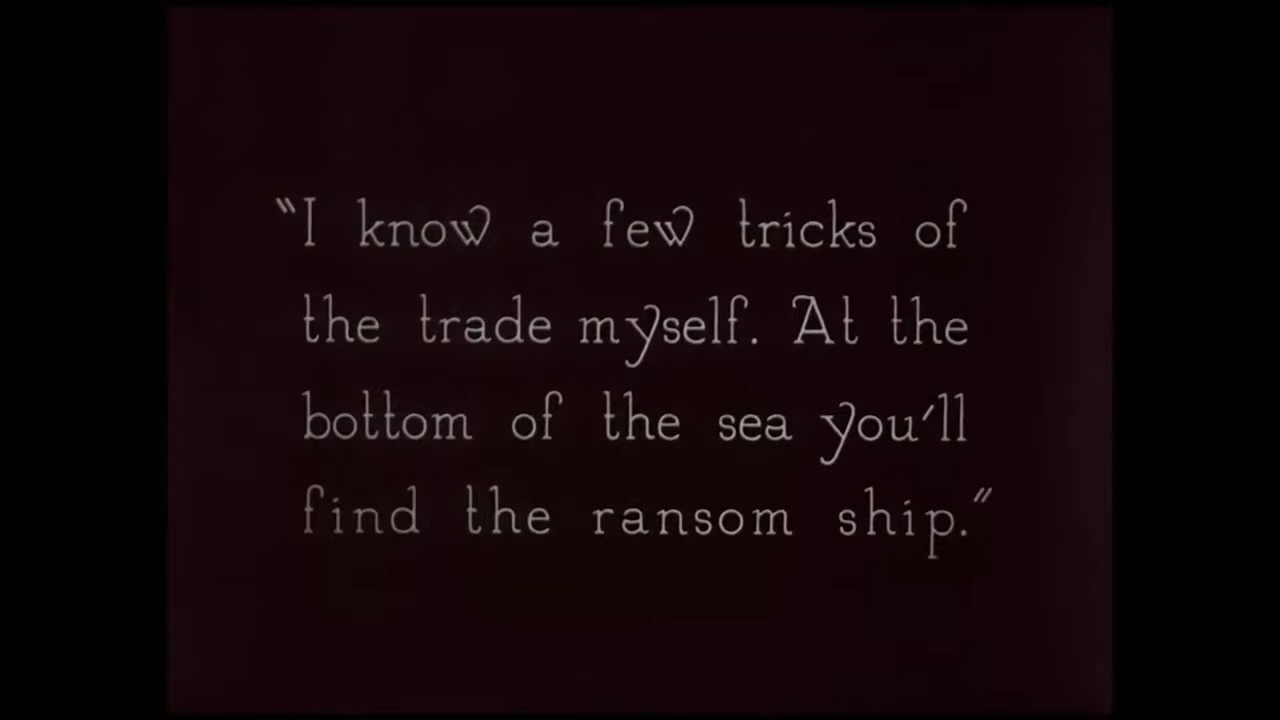 "I know a few tricks of
the trade myself. At the
bottom of the sea you'll
find the ransom ship."